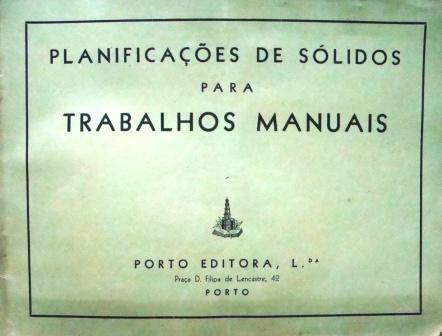 PLANIFICAÇÕES DE SÓLIDOS
PARA
TRABALHOS MANUAIS
PORTO EDITORA, L.DA
Praça D. Filipa de Lencastre, 42
PORTO